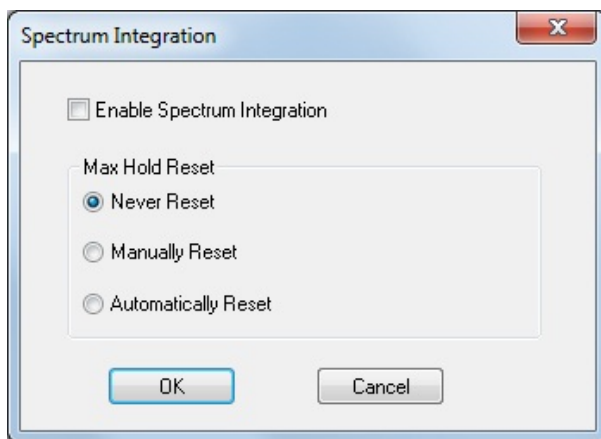 Spectrum Integration
Enable Spectrum Integration
Max Hold Reset
Never Reset
Manually Reset
Automatically Reset
OK
Cancel